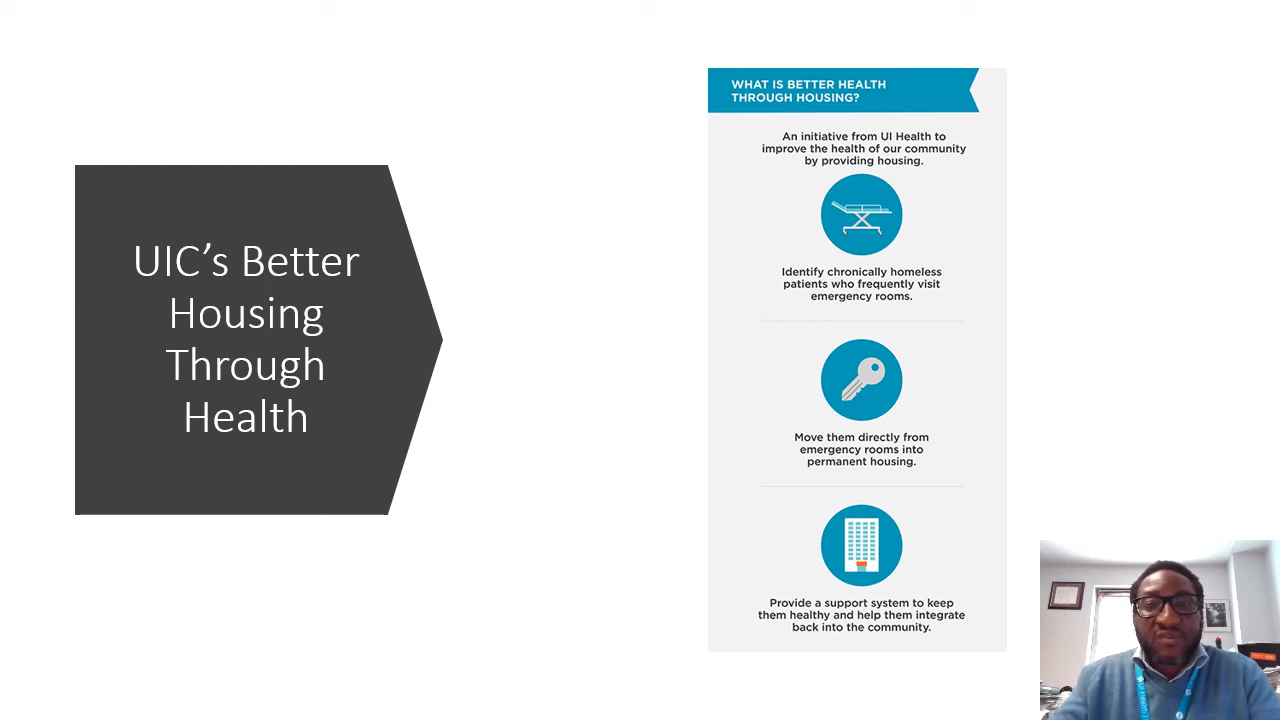 UIC’s Better
Housing
Through
Health
WHAT IS BETTER HEALTH
THROUGH HOUSING?
An initiative from UI Health to
improve the health of our community
by providing housing.
Identify chronically homeless
patients who frequently visit
emergency rooms.
Move them directly from
emergency rooms into
permanent housing.
Provide a support system to keep
them healthy and help them integrate
back into the community.
UI Health